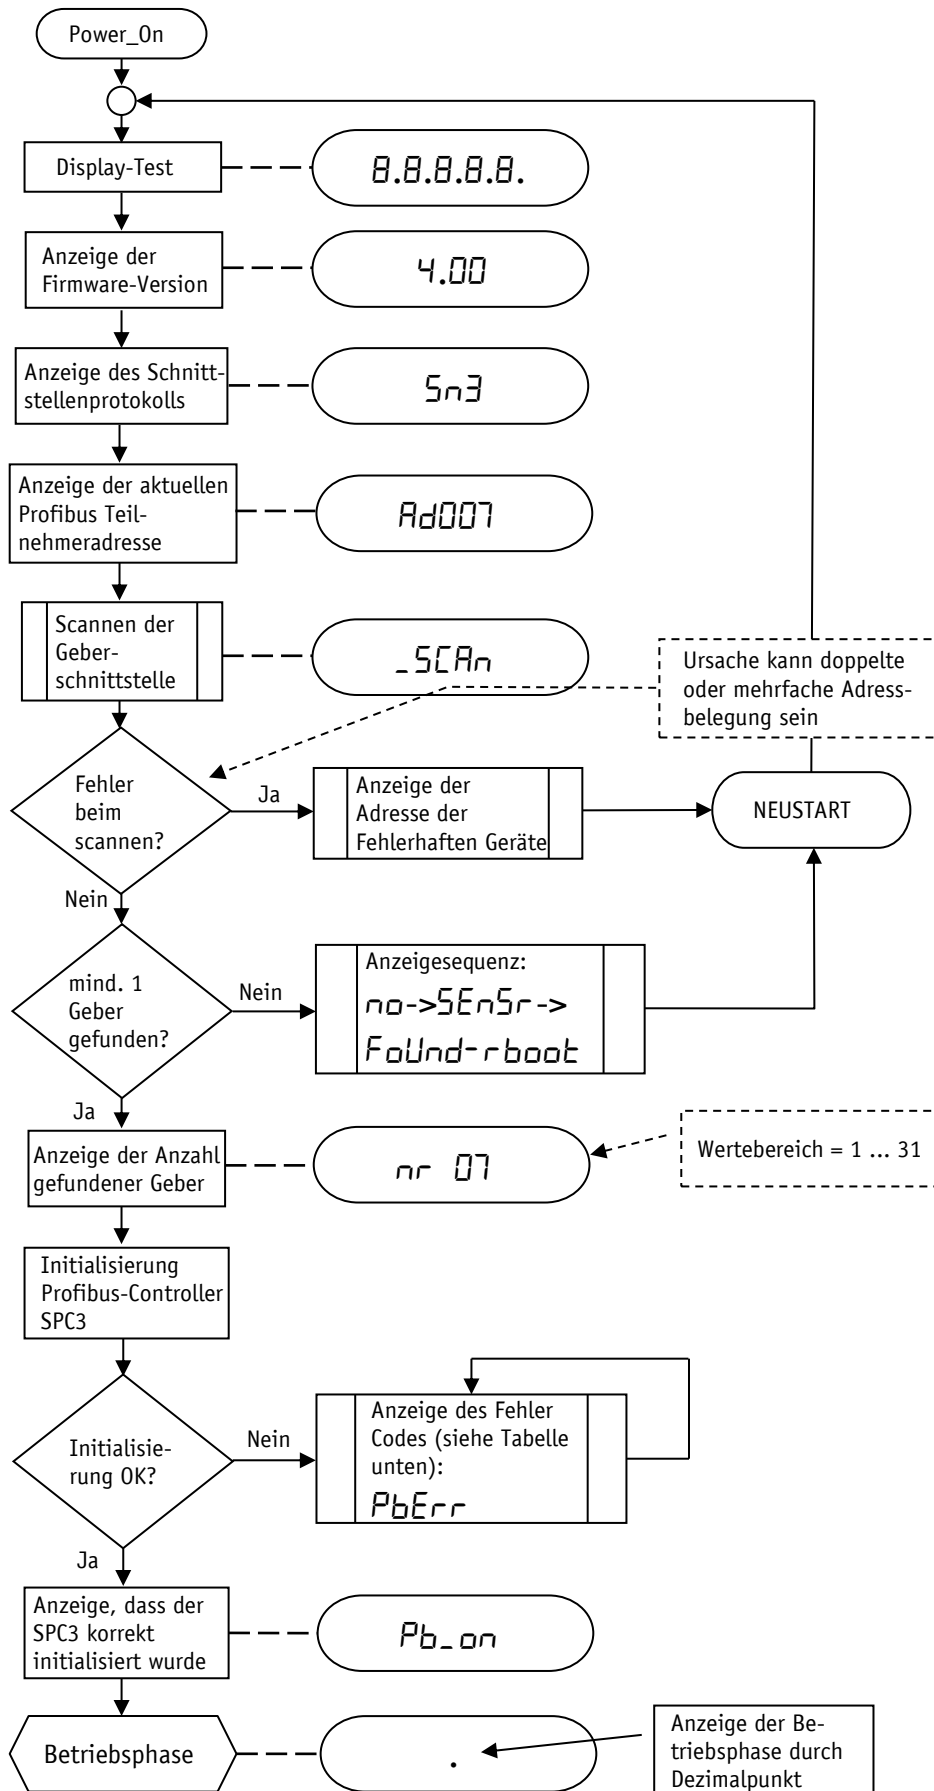 Power_On
Display-Test
8.8.8.8.8.
Anzeige der
Firmware-Version
4.00
Anzeige des Schnitt-
stellenprotokolls
Sn3
Anzeige der aktuellen
Profibus Teil-
nehmeradresse
Ad007
Scannen der
Geber-
schnittstelle
_SCAn
Ursache kann doppelte
oder mehrfache Adress-
belegung sein
Fehler
beim
scannen?
Ja
Anzeige der
Adresse der
Fehlerhaften Geräte
NEUSTART
Nein
mind. 1
Geber
gefunden?
Nein
Anzeigesequenz:
no->SEnSr->
FoUnd-rboot
Ja
Anzeige der Anzahl
gefundener Geber
nr 07
Wertebereich = 1 ... 31
Initialisierung
Profibus-Controller
SPC3
Initialisie-
rung OK?
Nein
Anzeige des Fehler
Codes (siehe Tabelle
unten):
PbErr
Ja
Anzeige, dass der
SPC3 korrekt
initialisiert wurde
Pb_on
Betriebsphase
.
Anzeige der Be-
triebsphase durch
Dezimalpunkt